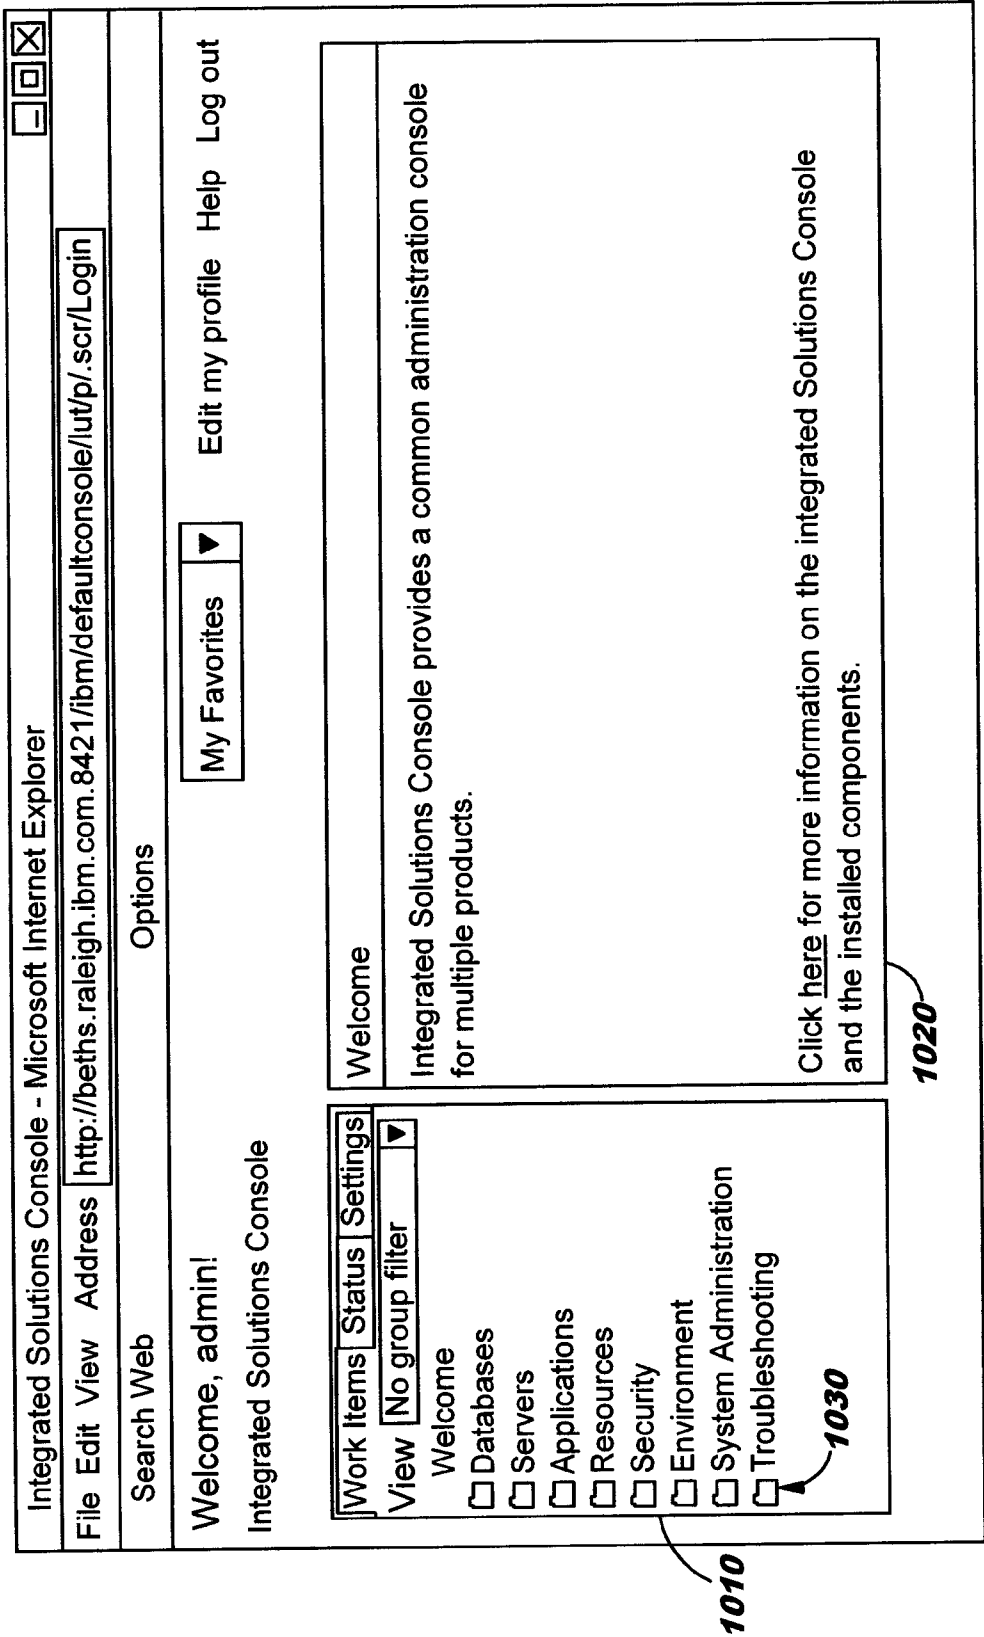 Integrated Solutions Console - Microsoft Internet Explorer
File Edit View Address http://beths.raleigh.ibm.com.8421/ibm/defaultconsole/lut/p/.scr/Login
Search Web Options
Welcome, admin! My Favorites Edit my profile Help Log out
Integrated Solutions Console
Work Items Status Settings
View No group filter
Welcome
Databases
Servers
Applications
Resources
Security
Environment
System Administration
Troubleshooting
1030
1010
Welcome
Integrated Solutions Console provides a common administration console
for multiple products.
Click here for more information on the integrated Solutions Console
and the installed components.
1020